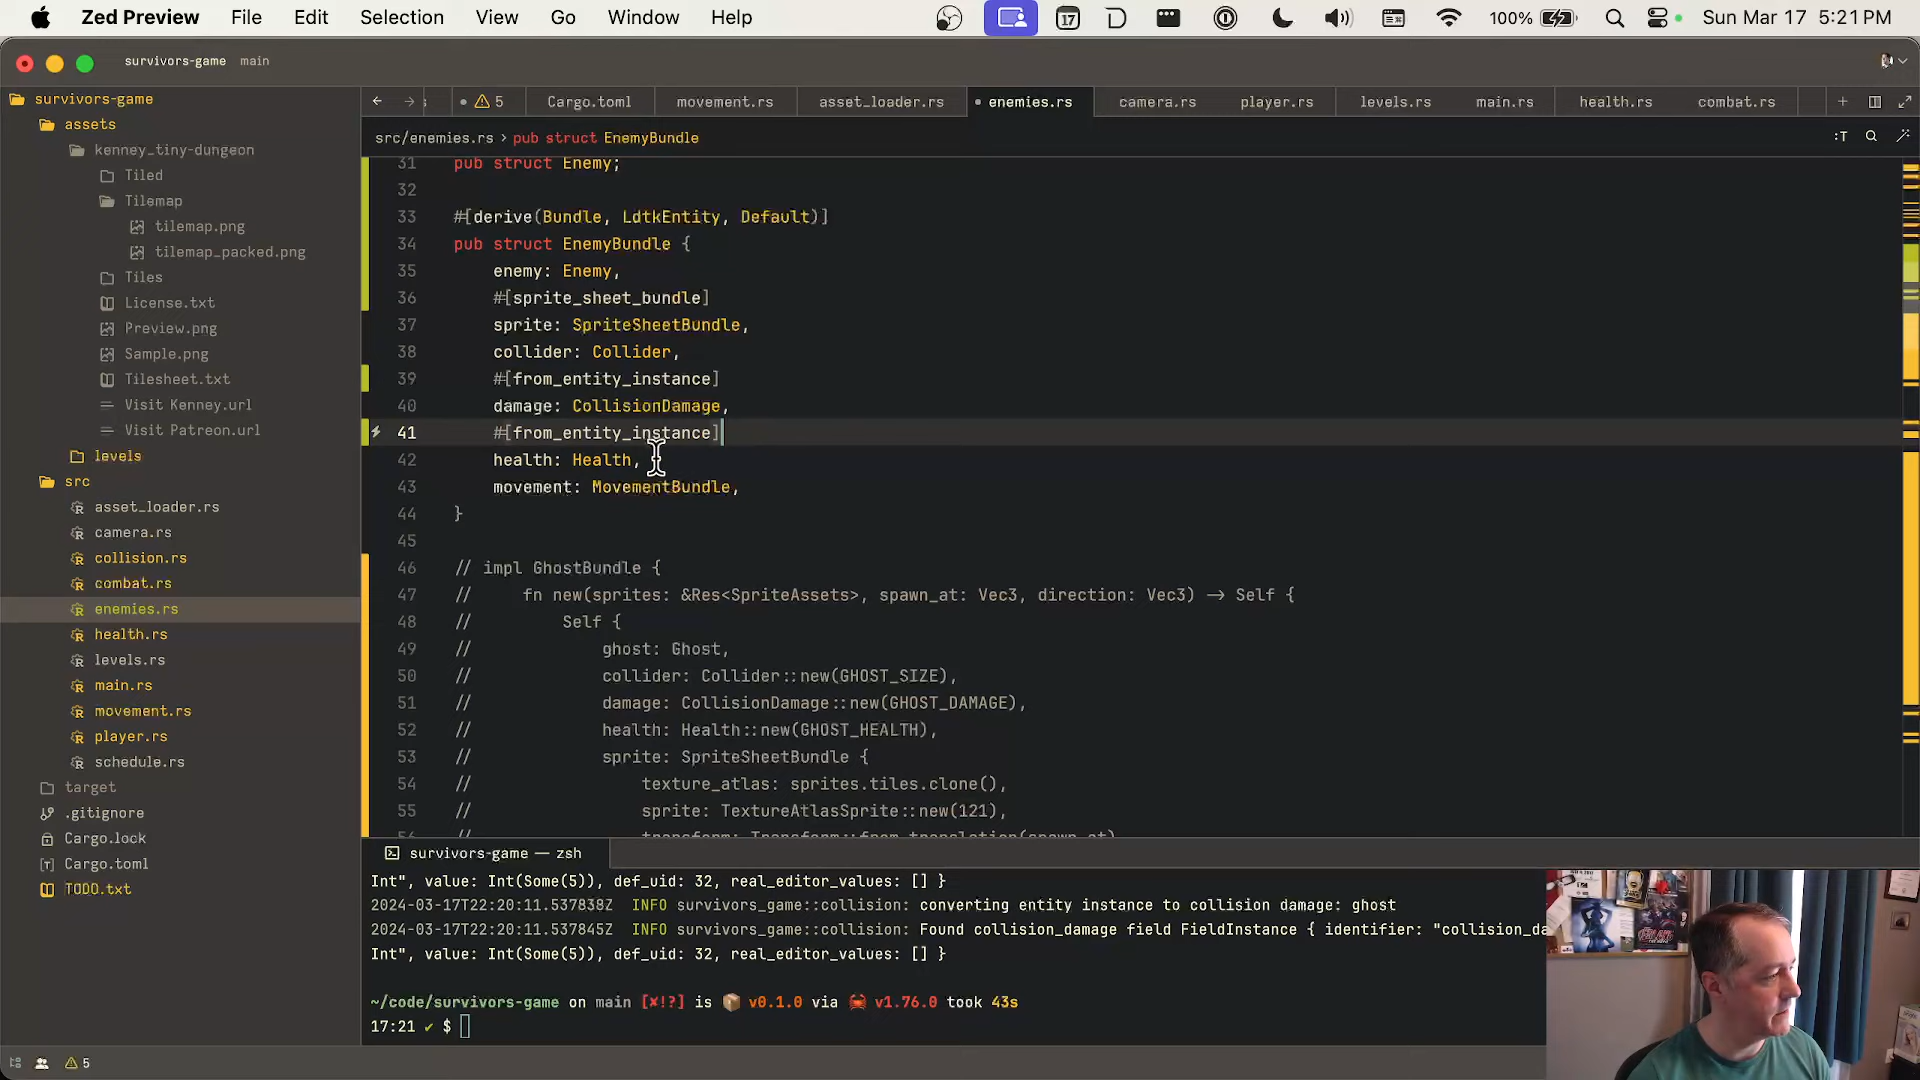 Zed Preview File Edit Selection View Go Window Help 17 100% Sun Mar 17 5:21 PM
survivors-game main
survivors-game
assets
kenney_tiny-dungeon
Tiled
Tilemap
tilemap.png
tilemap_packed.png
Tiles
License.txt
Preview.png
Sample.png
Tilesheet.txt
Visit Kenney.url
Visit Patreon.url
levels
src
asset_loader.rs
camera.rs
collision.rs
combat.rs
enemies.rs
health.rs
levels.rs
main.rs
movement.rs
player.rs
schedule.rs
target
.gitignore
Cargo.lock
Cargo.toml
TODO.txt
5 Cargo.toml movement.rs asset_loader.rs enemies.rs camera.rs player.rs levels.rs main.rs health.rs combat.rs
src/enemies.rs > pub struct EnemyBundle
31 pub struct Enemy;
32
33 #[derive(Bundle, LdtkEntity, Default)]
34 pub struct EnemyBundle {
35 enemy: Enemy,
36 #[sprite_sheet_bundle]
37 sprite: SpriteSheetBundle,
38 collider: Collider,
39 #[from_entity_instance]
40 damage: CollisionDamage,
41 #[from_entity_instance]
42 health: Health,
43 movement: MovementBundle,
44 }
45
46 // impl GhostBundle {
47 // fn new(sprites: &Res<SpriteAssets>, spawn_at: Vec3, direction: Vec3) -> Self {
48 // Self {
49 // ghost: Ghost,
50 // collider: Collider::new(GHOST_SIZE),
51 // damage: CollisionDamage::new(GHOST_DAMAGE),
52 // health: Health::new(GHOST_HEALTH),
53 // sprite: SpriteSheetBundle {
54 // texture_atlas: sprites.tiles.clone(),
55 // sprite: TextureAtlasSprite::new(121),
56 // transform: Transform::from_translation(spawn_at)
survivors-game — zsh
Int", value: Int(Some(5)), def_uid: 32, real_editor_values: [] }
2024-03-17T22:20:11.537838Z INFO survivors_game::collision: converting entity instance to collision damage: ghost
2024-03-17T22:20:11.537845Z INFO survivors_game::collision: Found collision_damage field FieldInstance { identifier: "collision_da
Int", value: Int(Some(5)), def_uid: 32, real_editor_values: [] }
~/code/survivors-game on main [✘!?] is 📦 v0.1.0 via 🦀 v1.76.0 took 43s
17:21 ✔ $
5